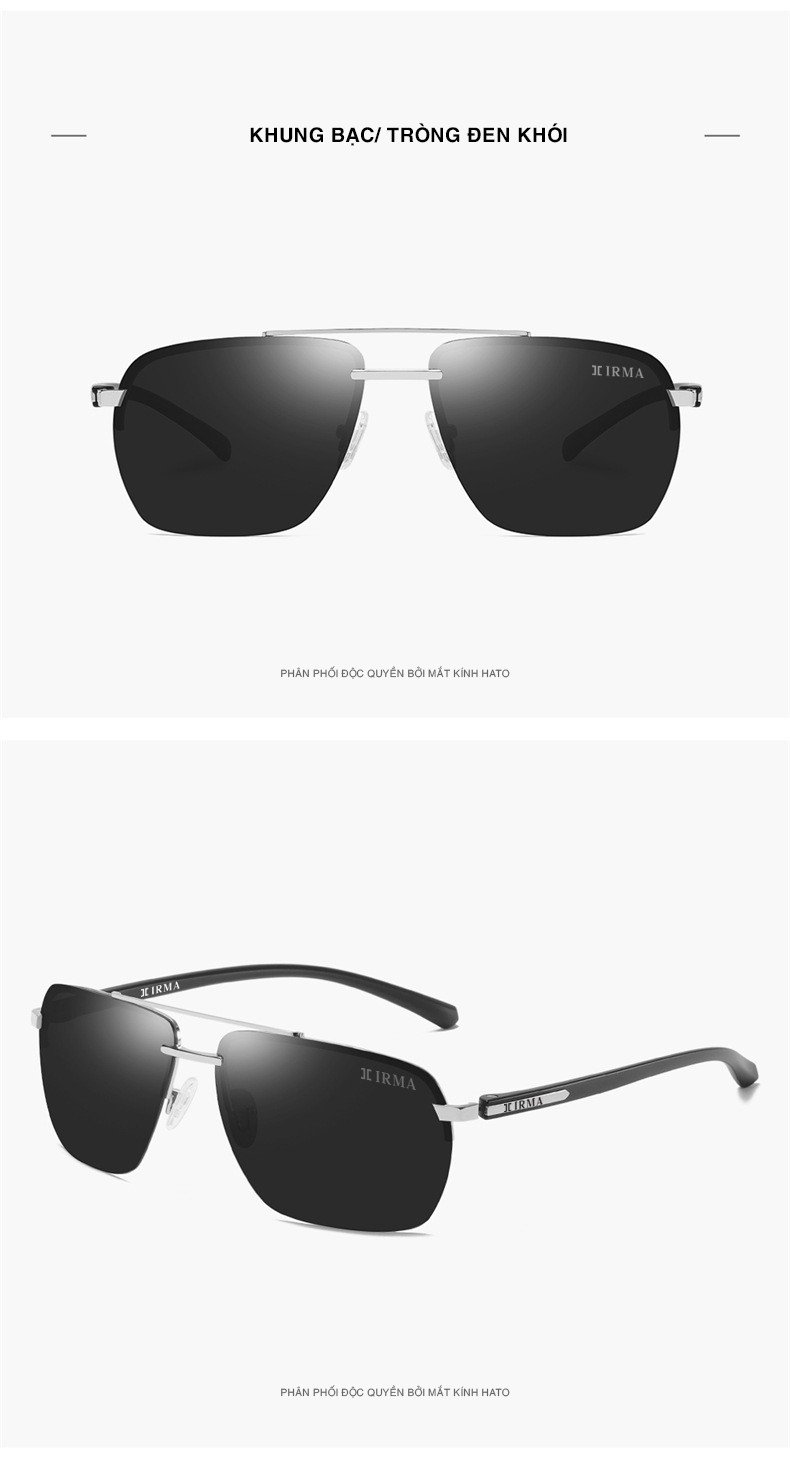 KHUNG BẠC/ TRÒNG ĐEN KHÓI
IRMA
PHÂN PHỐI ĐỘC QUYỀN BỞI MẮT KÍNH HATO
IRMA
IRMA
IRMA
PHÂN PHỐI ĐỘC QUYỀN BỞI MẮT KÍNH HATO